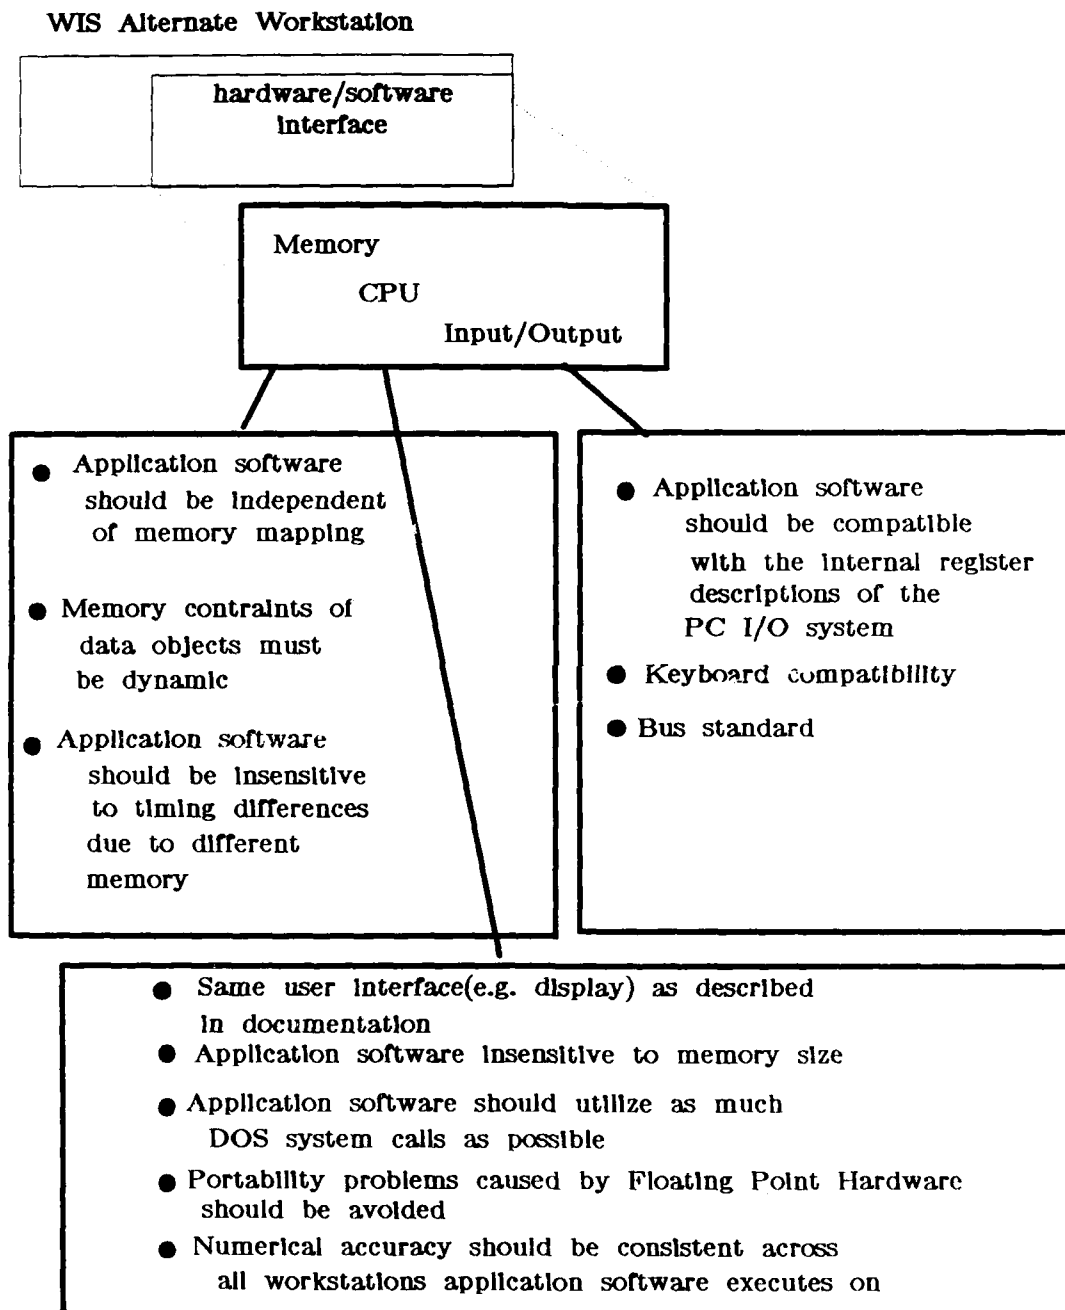 WIS Alternate Workstation
hardware/software
interface
Memory
CPU
Input/Output
● Application software
should be independent
of memory mapping
● Memory contraints of
data objects must
be dynamic
● Application software
should be insensitive
to timing differences
due to different
memory
● Application software
should be compatible
with the internal register
descriptions of the
PC I/O system
● Keyboard compatibility
● Bus standard
● Same user interface(e.g. display) as described
in documentation
● Application software insensitive to memory size
● Application software should utilize as much
DOS system calls as possible
● Portability problems caused by Floating Point Hardware
should be avoided
● Numerical accuracy should be consistent across
all workstations application software executes on